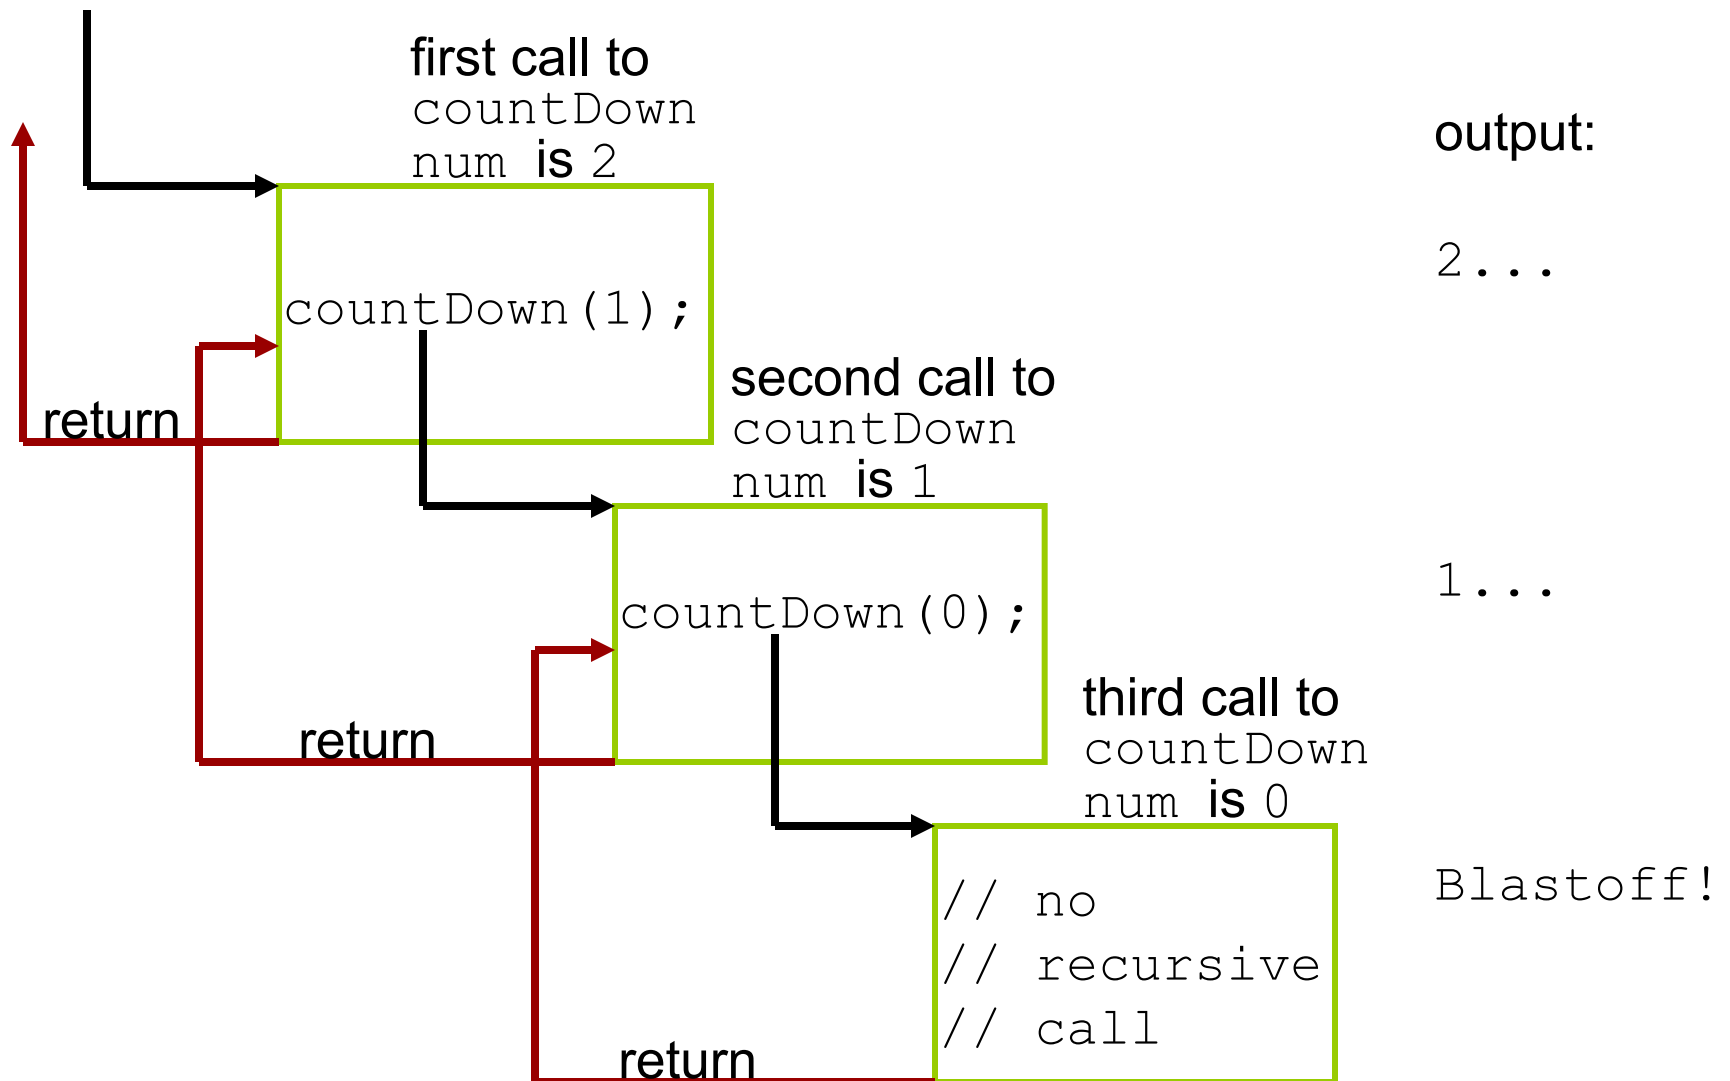 first call to
countDown
num is 2
output:
2...
countDown(1);
return
second call to
countDown
num is 1
1...
countDown(0);
return
third call to
countDown
num is 0
Blastoff!
// no
// recursive
// call
return